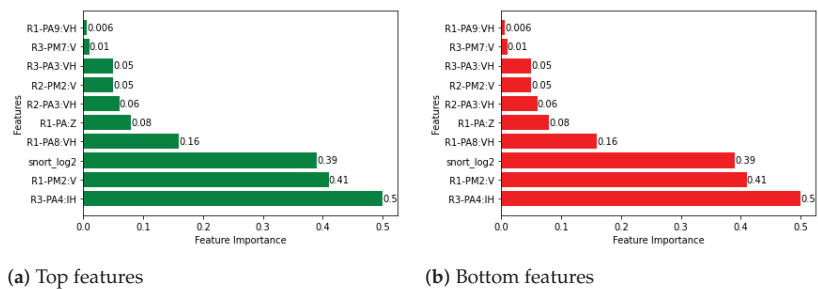 R1-PA9:VH 0.006
R3-PM7:V 0.01
R3-PA3:VH 0.05
R2-PM2:V 0.05
R2-PA3:VH 0.06
R1-PA:Z 0.08
R1-PA8:VH 0.16
snort_log2 0.39
R1-PM2:V 0.41
R3-PA4:IH 0.5
Features
0.0 0.1 0.2 0.3 0.4 0.5
Feature Importance
(a) Top features
R1-PA9:VH 0.006
R3-PM7:V 0.01
R3-PA3:VH 0.05
R2-PM2:V 0.05
R2-PA3:VH 0.06
R1-PA:Z 0.08
R1-PA8:VH 0.16
snort_log2 0.39
R1-PM2:V 0.41
R3-PA4:IH 0.5
Features
0.0 0.1 0.2 0.3 0.4 0.5
Feature Importance
(b) Bottom features